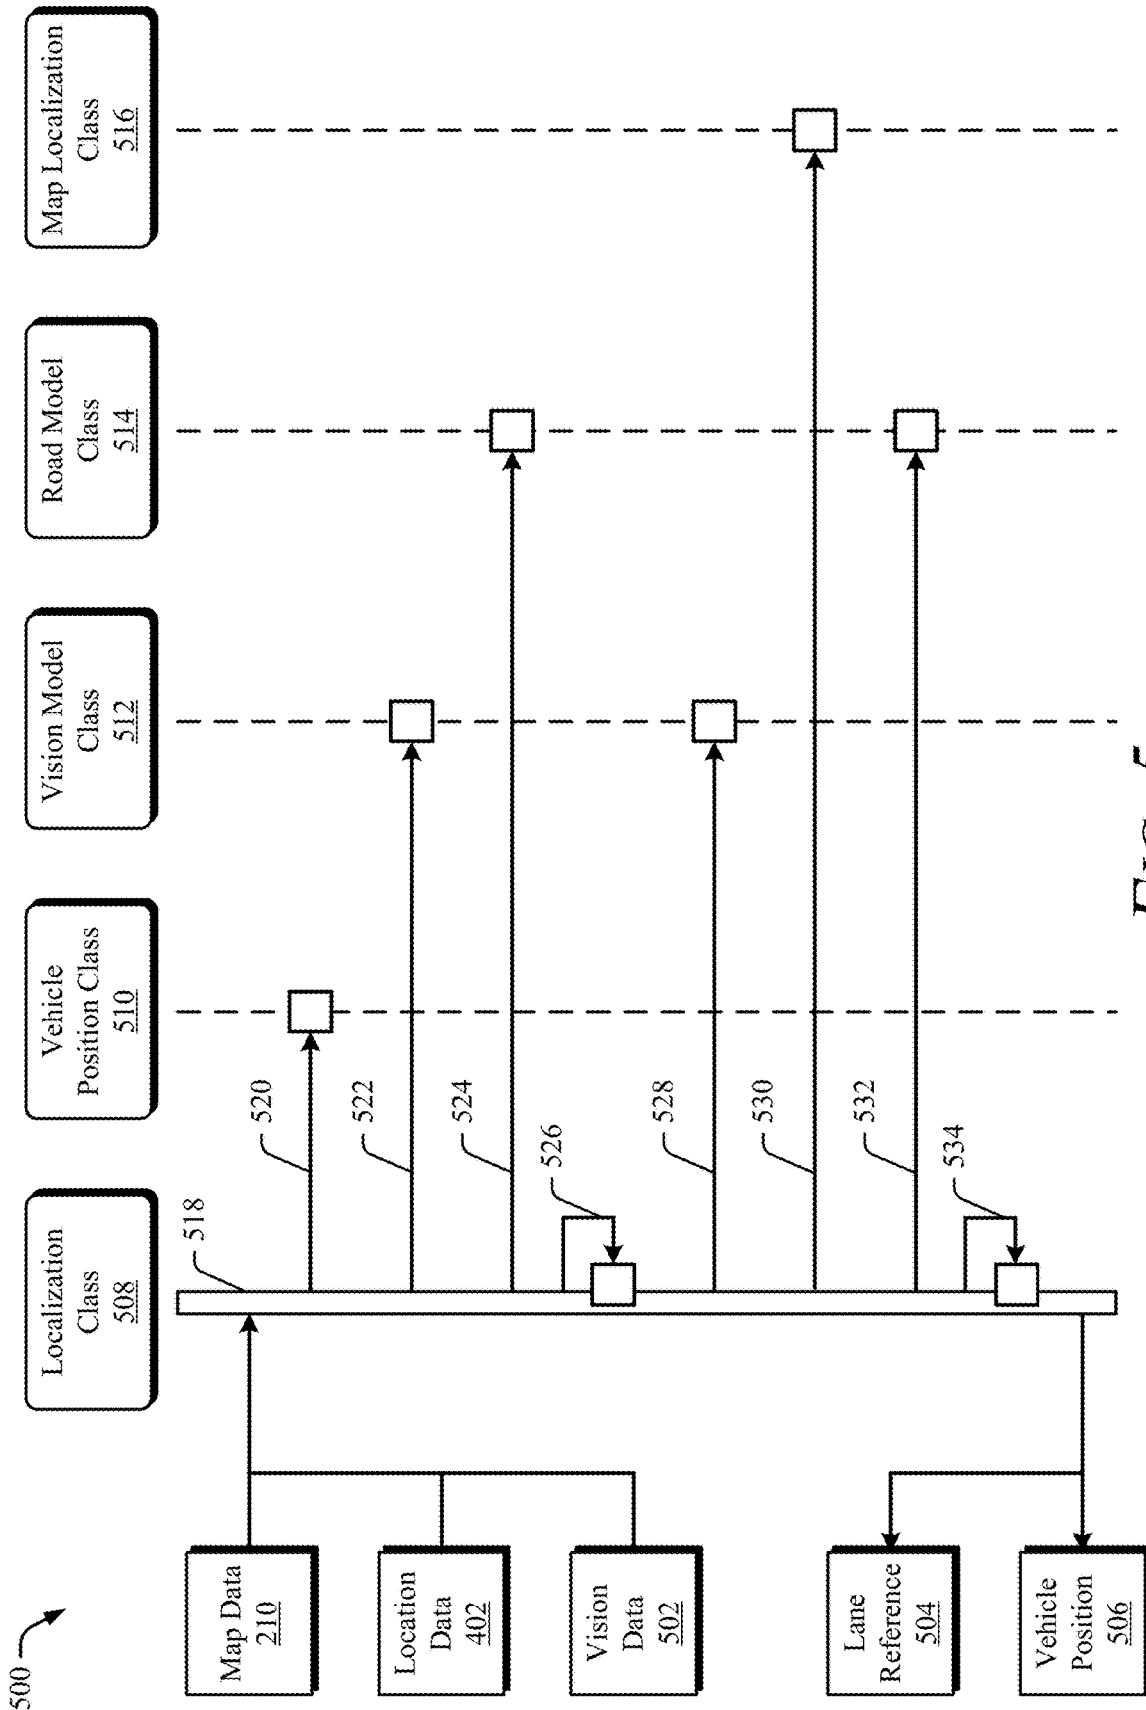 500
Localization
Class
508
Vehicle
Position Class
510
Vision Model
Class
512
Road Model
Class
514
Map Localization
Class
516
518
Map Data
210
520
522
Location
Data
402
524
526
Vision
Data
502
528
530
532
Lane
Reference
504
534
Vehicle
Position
506